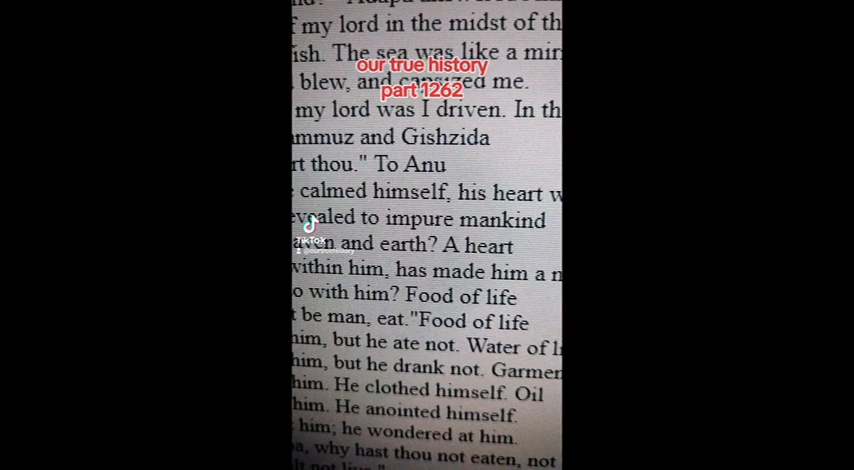 my lord in the midst of th
ish. The sea was like a
our true history
blew, and capsized me.
part 1262
my lord was I driven. In th
mmuz and Gishzida
rt thou." To Anu
calmed himself, his heart w
vealed to impure mankind
TikTok
aven and earth? A heart
within him, has made him a n
o with him? Food of life
t be man, eat."Food of life
him, but he ate not. Water of
him, but he drank not. Garmen
him. He clothed himself. Oil
him. He anointed himself.
him; he wondered at him.
a, why hast thou not eaten, not